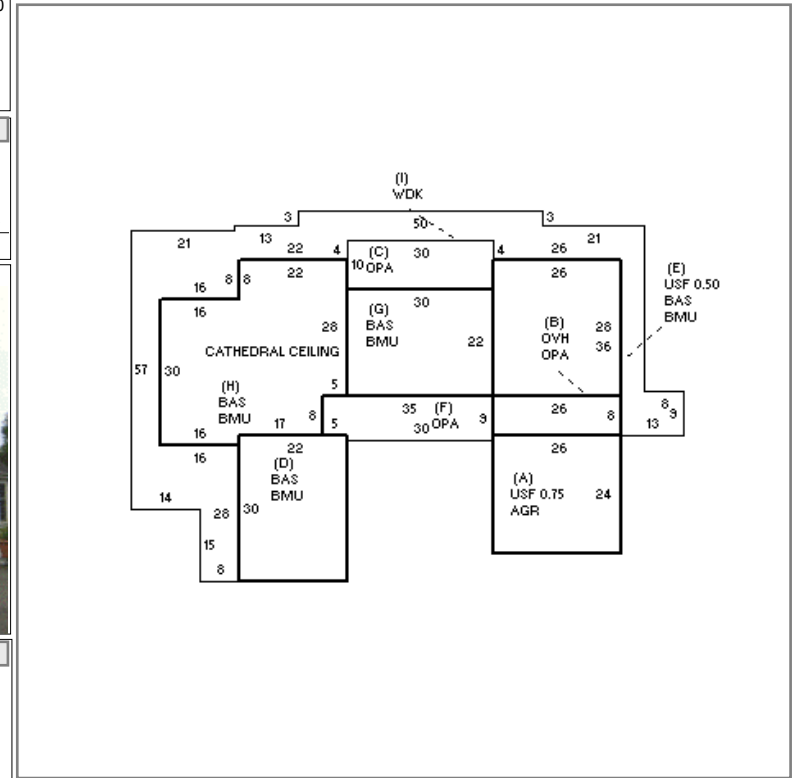 (I)
WDK
3
50
3
21
13
22
4
(C)
30
4
26
21
10
OPA
22
26
(E)
USF 0.50
BAS
BMU
16
8
8
16
30
(G)
BAS
BMU
28
22
(B)
OVH
OPA
28
36
CATHEDRAL CEILING
57
30
(H)
BAS
BMU
5
8
17
5
35
(F)
OPA
30
9
26
8
8
9
13
16
16
22
(D)
BAS
BMU
26
(A)
USF 0.75
AGR
24
14
28
30
15
8